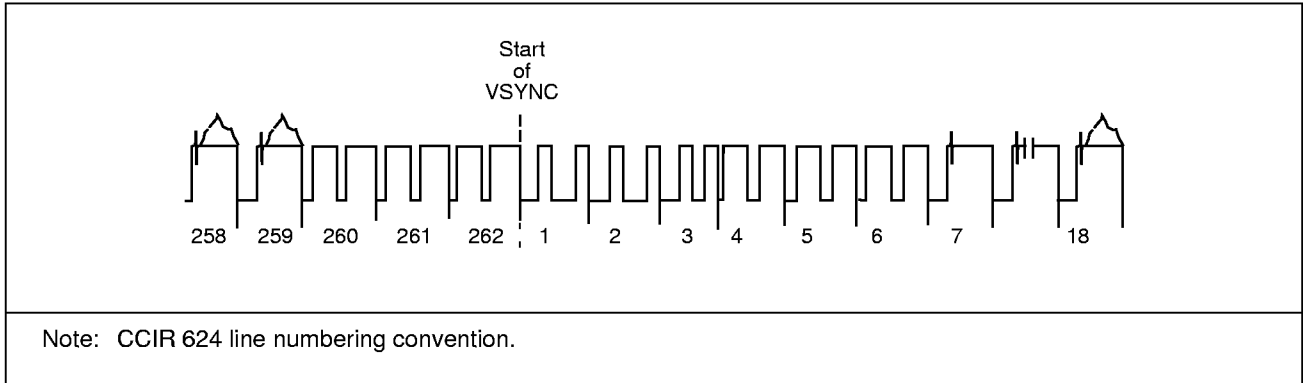 Start
of
VSYNC
258 259 260 261 262 1 2 3 4 5 6 7 18
Note: CCIR 624 line numbering convention.